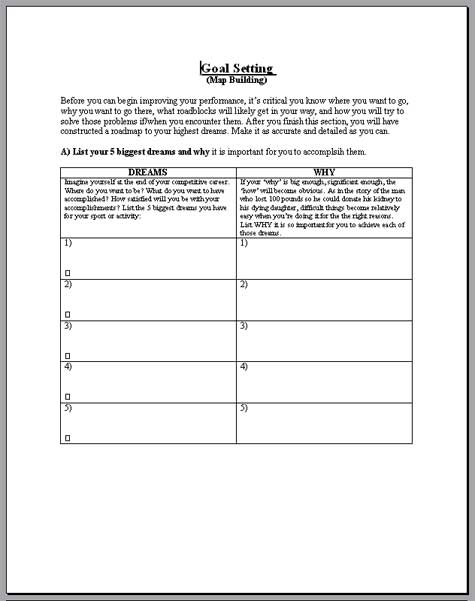 Goal Setting
(Map Building)
Before you can begin improving your performance, it's critical you know where you want to go,
why you want to go there, what roadblocks will likely get in your way, and how you will try to
solve those problems if/when you encounter them. After you finish this section, you will have
constructed a roadmap to your highest dreams. Make it as accurate and detailed as you can.
A) List your 5 biggest dreams and why it is important for you to accomplsih them.
DREAMS
Imagine yourself at the end of your competitive career.
Where do you want to be? What do you want to have
accomplished? How satisfied will you be with your
accomplishments? List the 5 biggest dreams you have
for your sport or activity:
WHY
If your 'why' is big enough, significant enough, the
'how' will become obvious. As in the story of the man
who lost 100 pounds so he could donate his kidney to
his dying daughter, difficult things become relatively
easy when you're doing it for the the right reasons.
List WHY it is so important for you to achieve each of
those dreams.
1)
1)
2)
2)
3)
3)
4)
4)
5)
5)